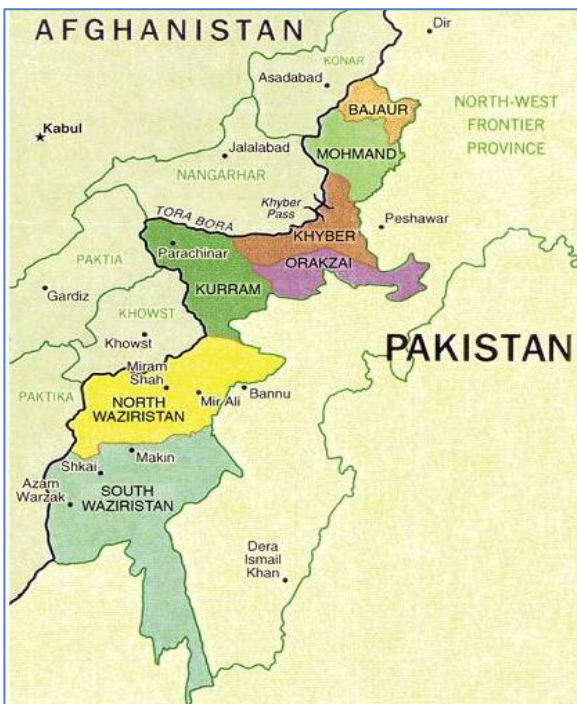 AFGHANISTAN
Dir
KONAR
Asadabad
BAJAUR
NORTH-WEST
FRONTIER
PROVINCE
Kabul
MOHMAND
Jalalabad
NANGARHAR
Khyber
Pass
TORA BORA
Peshawar
KHYBER
Parachinar
ORAKZAI
PAKTIA
KURRAM
Gardiz
KHOWST
Khowst
PAKISTAN
Miram
Shah
PAKTIKA
Mir Ali
Bannu
NORTH
WAZIRISTAN
Makin
Shkai
Azam
Warzak
SOUTH
WAZIRISTAN
Dera
Ismail
Khan